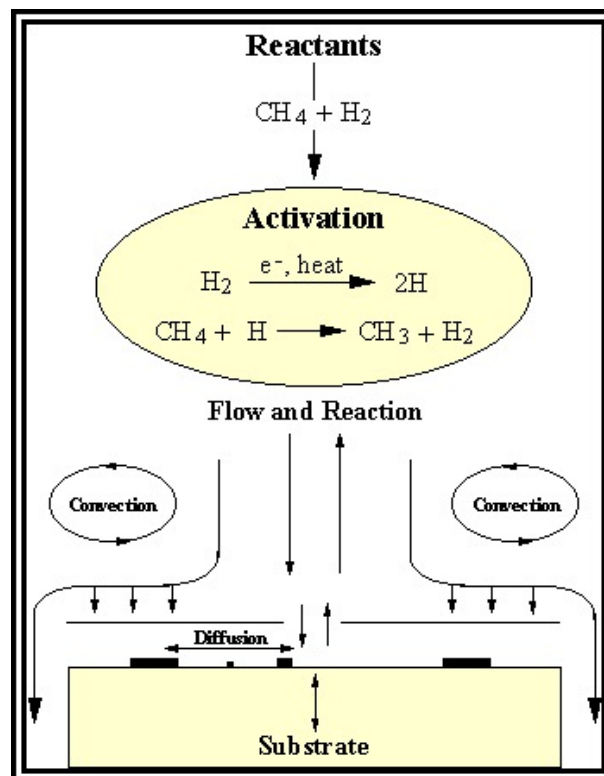 Reactants
CH₄ + H₂
Activation
e⁻, heat
H₂ → 2H
CH₄ + H → CH₃ + H₂
Flow and Reaction
Convection Convection
Diffusion
Substrate